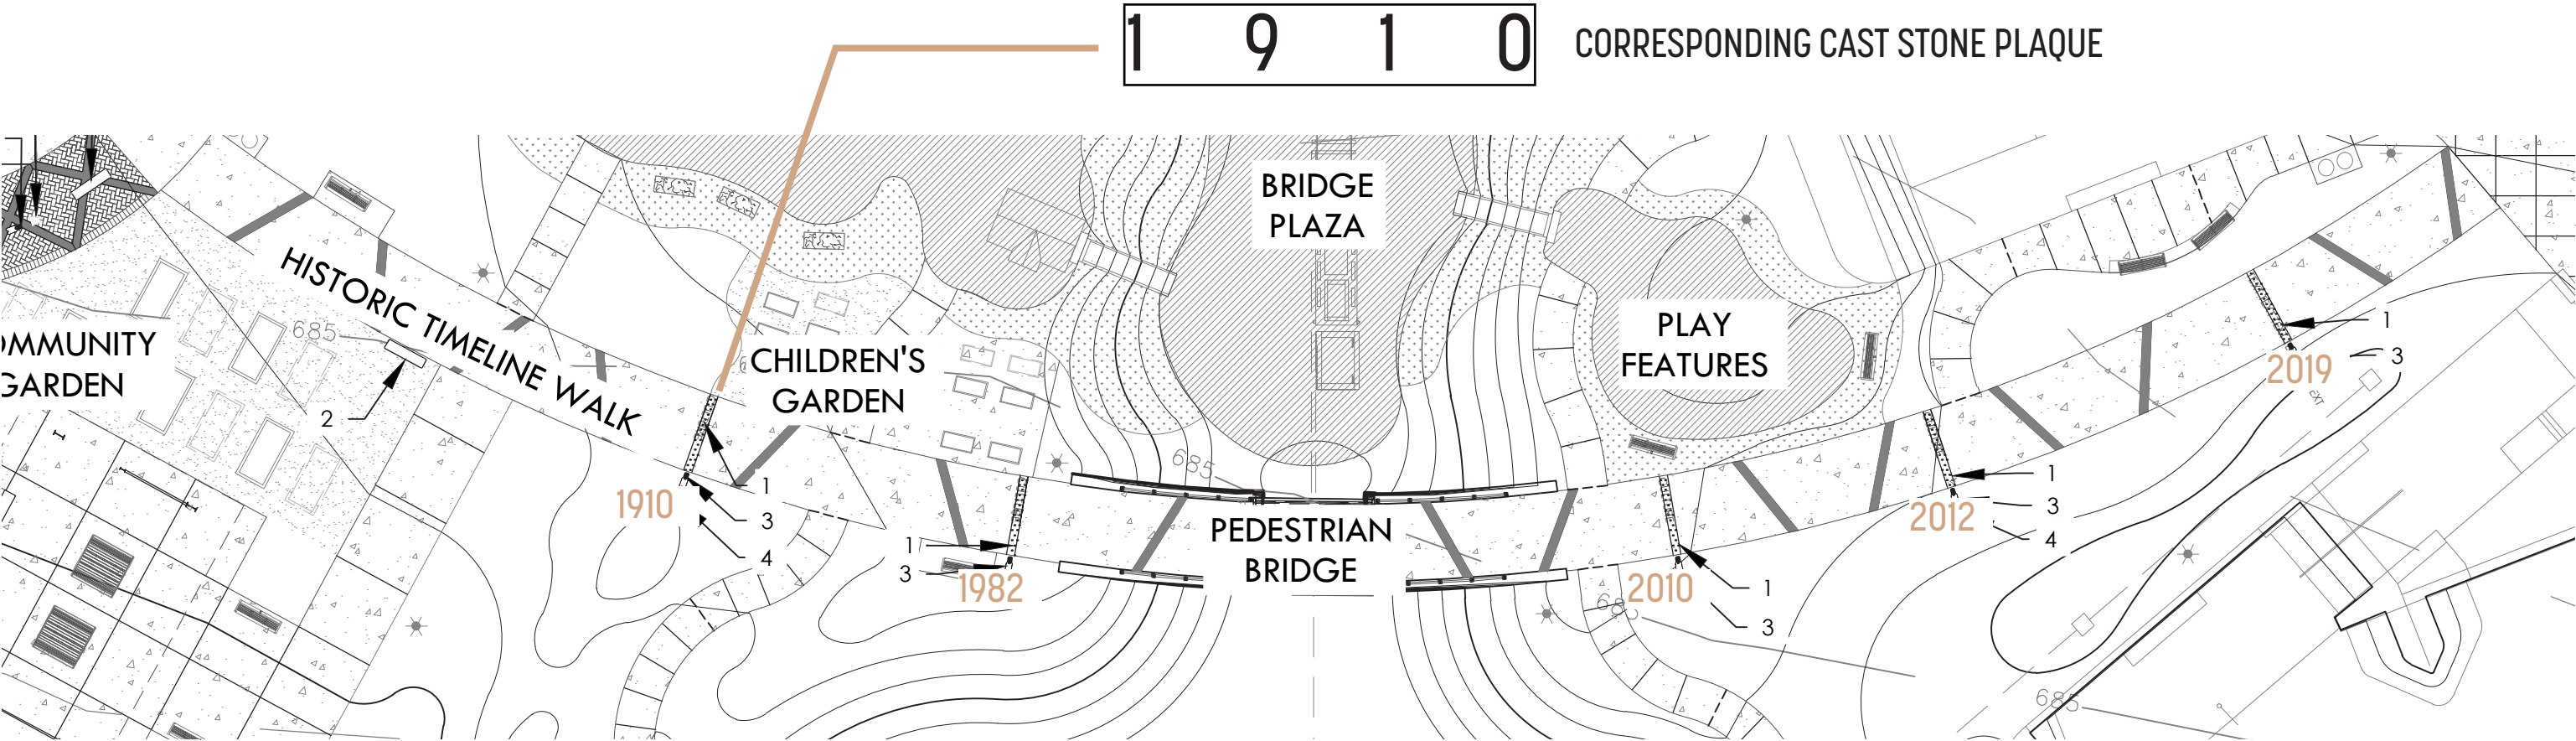 1 9 1 0
CORRESPONDING CAST STONE PLAQUE
BRIDGE
PLAZA
HISTORIC TIMELINE WALK
685
OMMUNITY
GARDEN
2
CHILDREN'S
GARDEN
PLAY
FEATURES
1
3
2019
EXT
685
1910
1
3
4
PEDESTRIAN
BRIDGE
1
3
1982
2010
1
3
2012
1
3
4
685